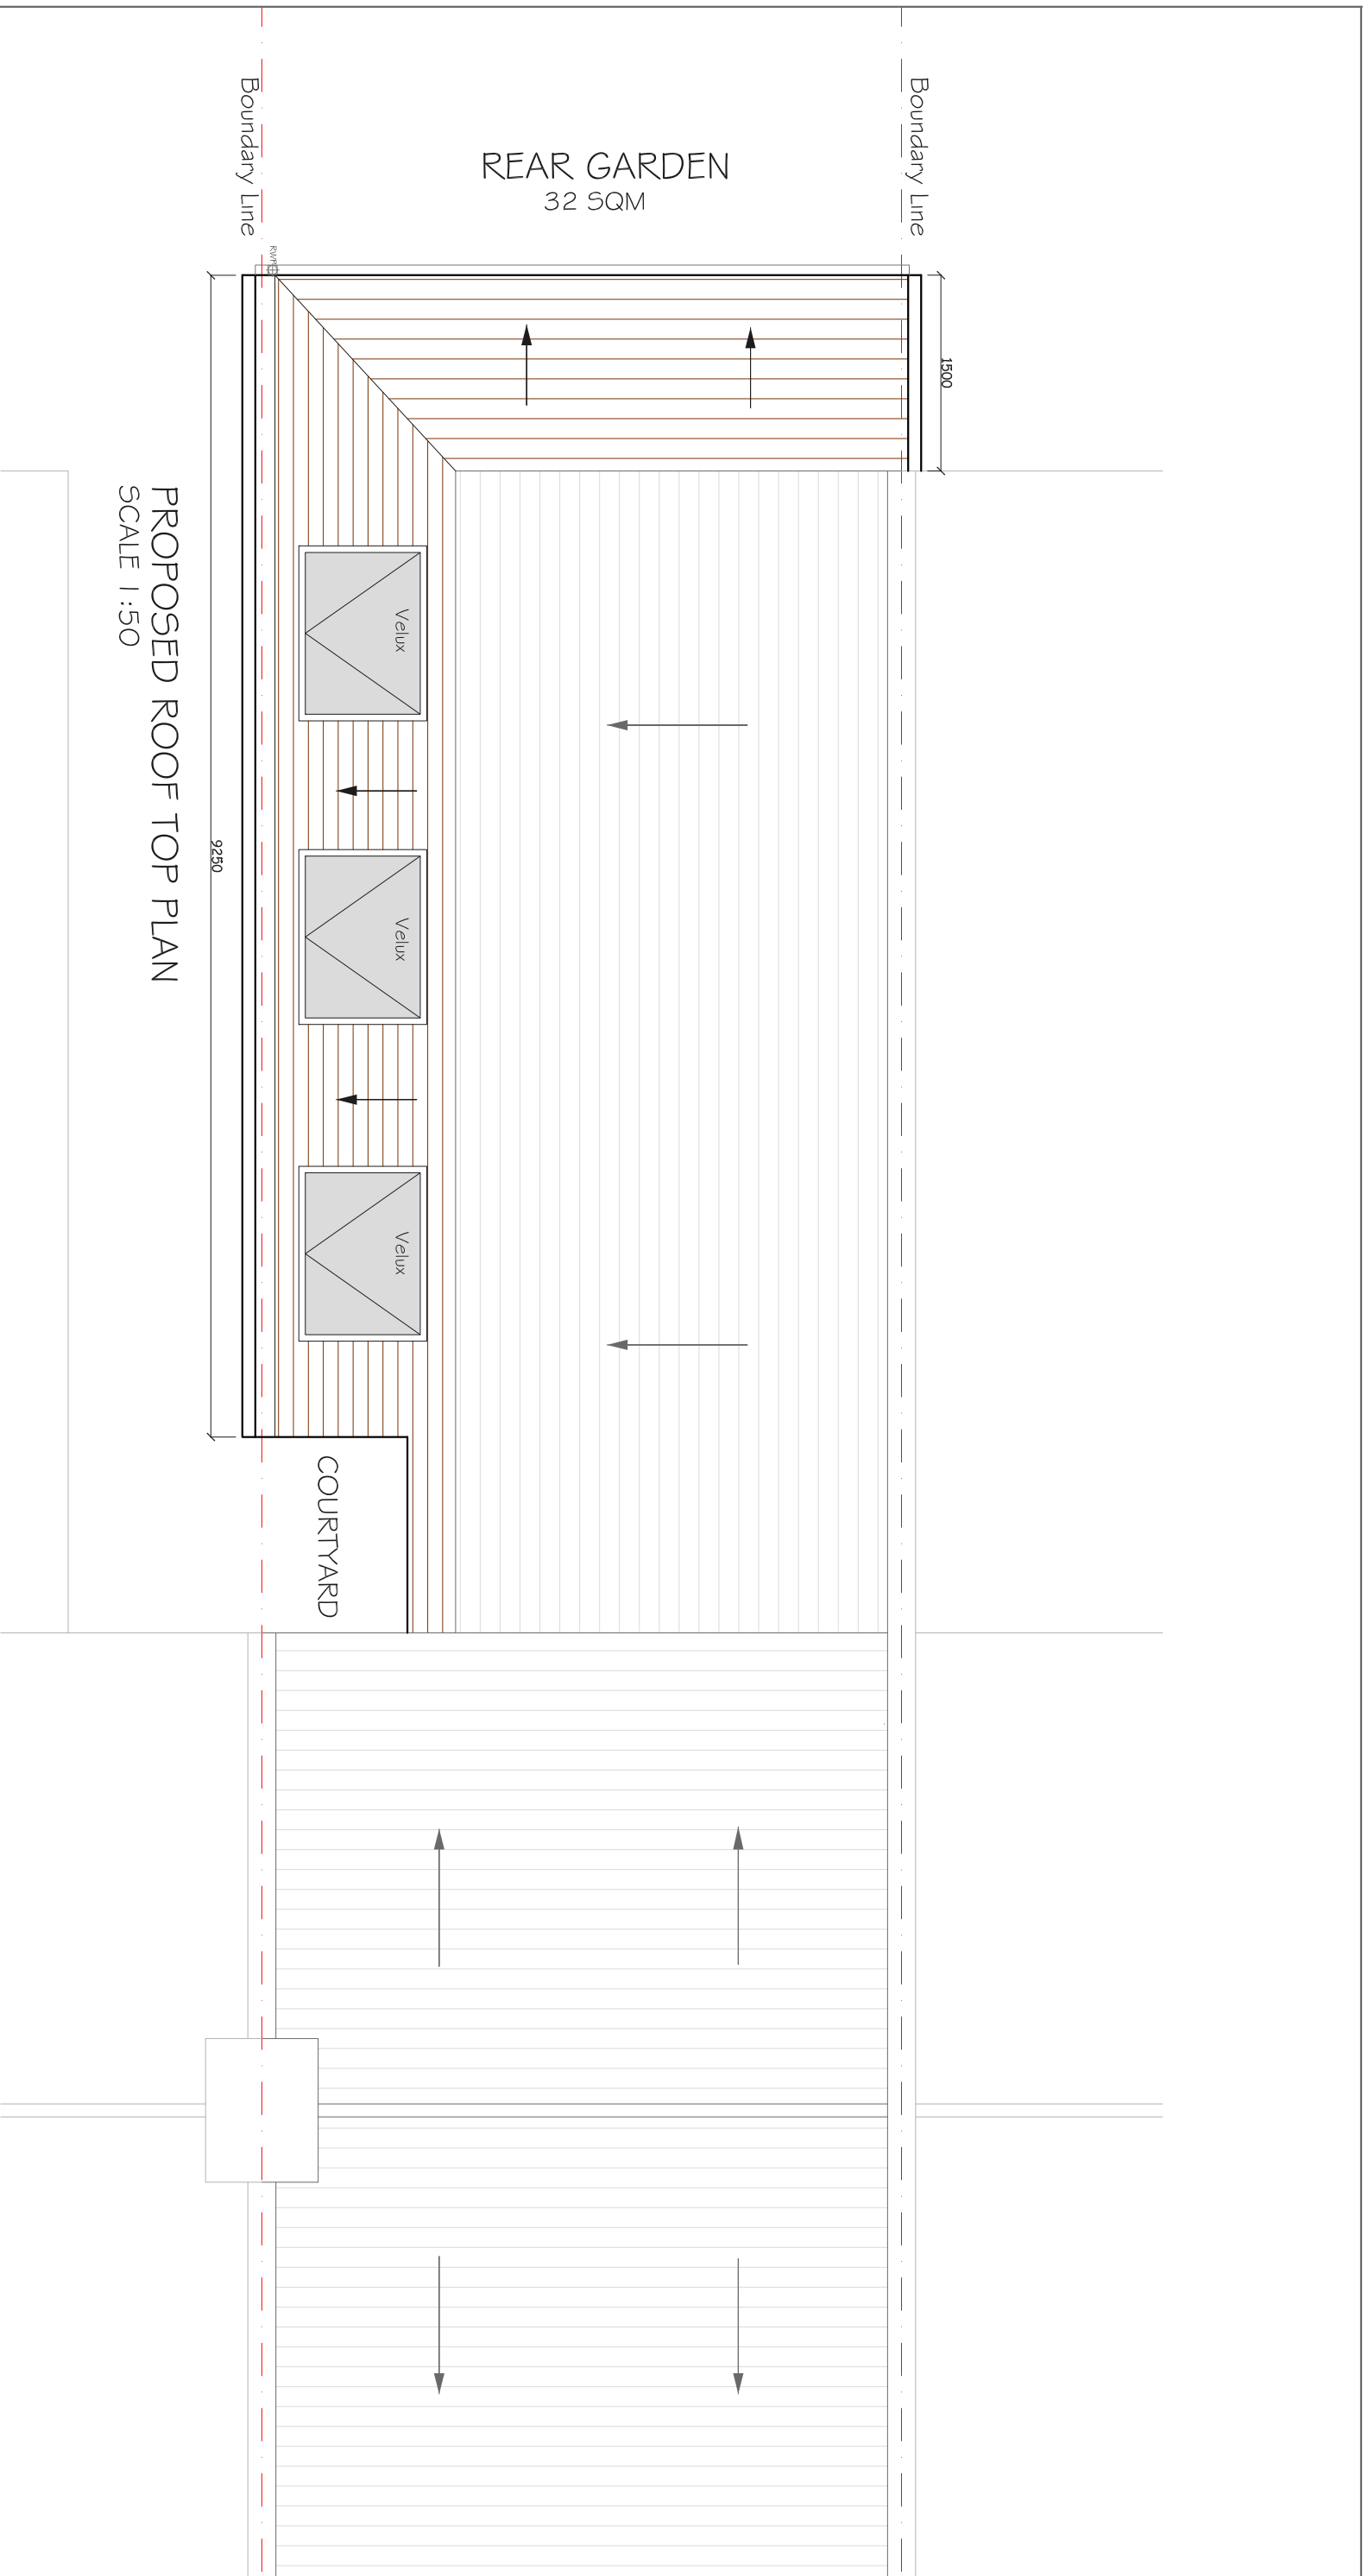 Boundary Line
Boundary Line
REAR GARDEN
32 SQM
RWP
1500
PROPOSED ROOF TOP PLAN
SCALE 1:50
Velux
9250
Velux
Velux
COURTYARD